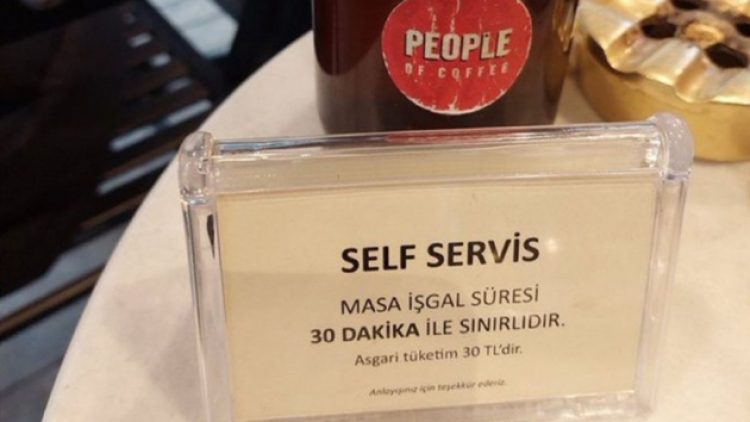 PEOPLE
OF COFFEE
SELF SERVİS
MASA İŞGAL SÜRESİ
30 DAKİKA İLE SINIRLIDIR.
Asgari tüketim 30 TL'dir.
Anlayışınız için teşekkür ederiz.